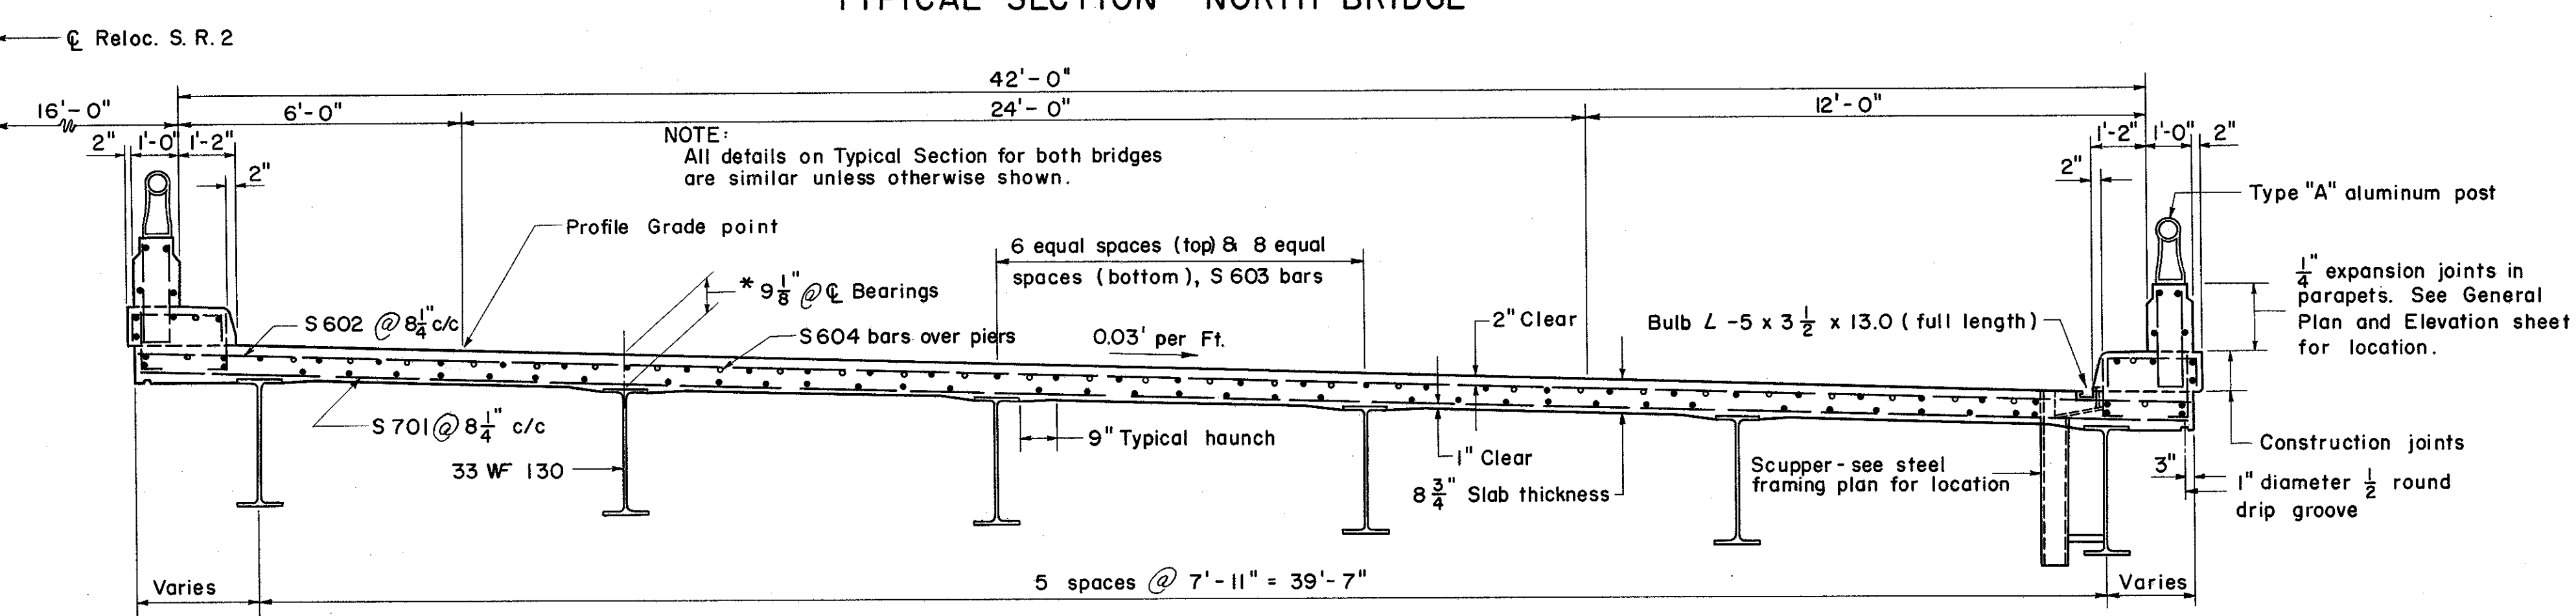 TYPICAL SECTION NORTH BRIDGE
℄ Reloc. S. R. 2
42'-0"
16'-0"
6'-0"
24'-0"
12'-0"
2"
1'-0"
1'-2"
2"
NOTE:
All details on Typical Section for both bridges
are similar unless otherwise shown.
1'-2"
1'-0"
2"
2"
Type "A" aluminum post
Profile Grade point
6 equal spaces (top) & 8 equal
spaces (bottom), S 603 bars
* 9 1/8" @ ℄ Bearings
1/4" expansion joints in
parapets. See General
Plan and Elevation sheet
for location.
S 602 @ 8 1/4" c/c
S 604 bars over piers
0.03' per Ft.
2" Clear
Bulb ∠ -5 x 3 1/2 x 13.0 (full length)
S 701 @ 8 1/4" c/c
9" Typical haunch
33 WF 130
1" Clear
8 3/4" Slab thickness
Scupper - see steel
framing plan for location
Construction joints
3"
1" diameter 1/2 round
drip groove
Varies
5 spaces @ 7'-11" = 39'-7"
Varies